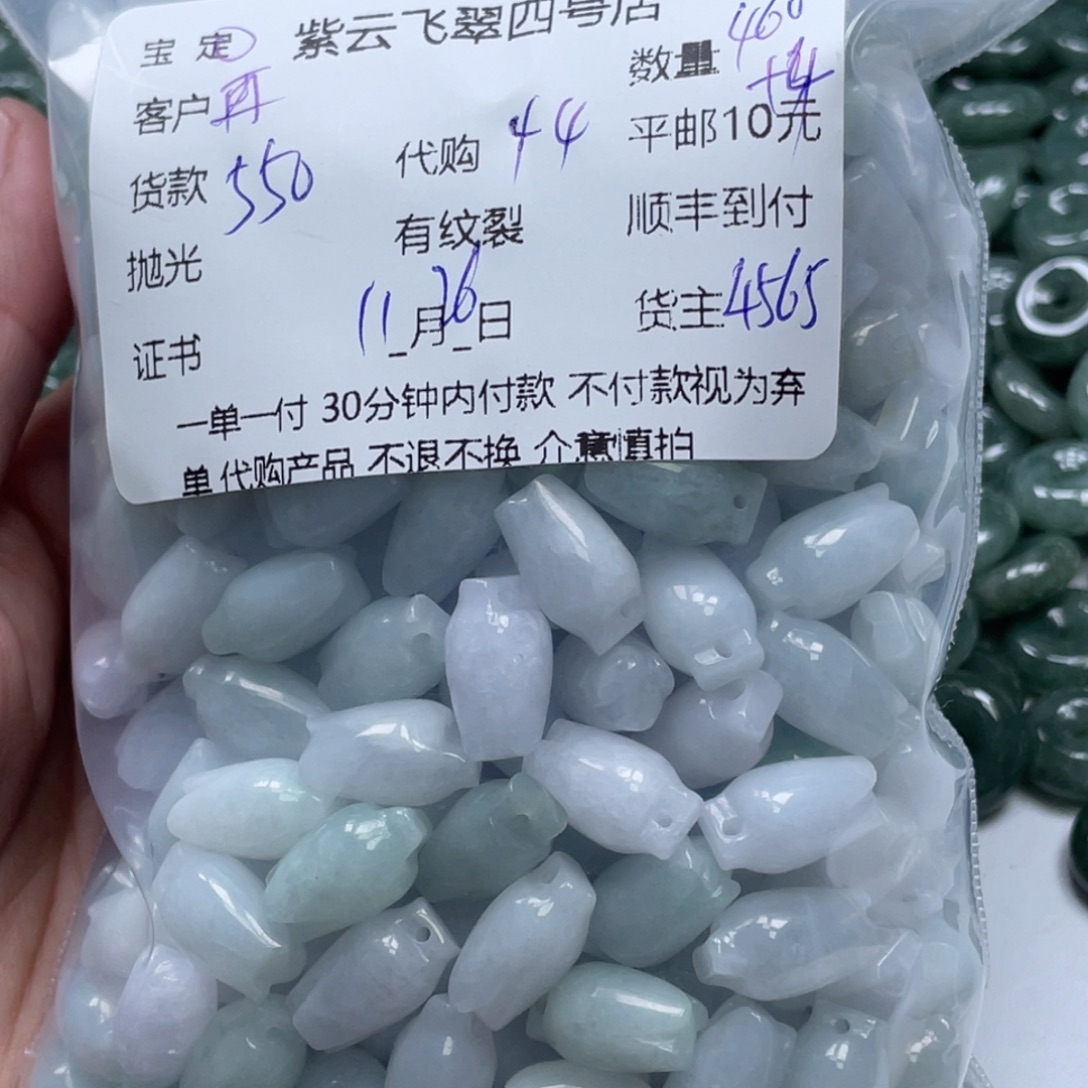 宝 定 紫云飞翠四号店
数量 460 +4
客户 再
平邮10元
货款 550 代购 44
有纹裂 顺丰到付
抛光
11月26日 货主 4565
证书
一单一付 30分钟内付款 不付款视为弃
单 代购产品 不退不换 介意慎拍